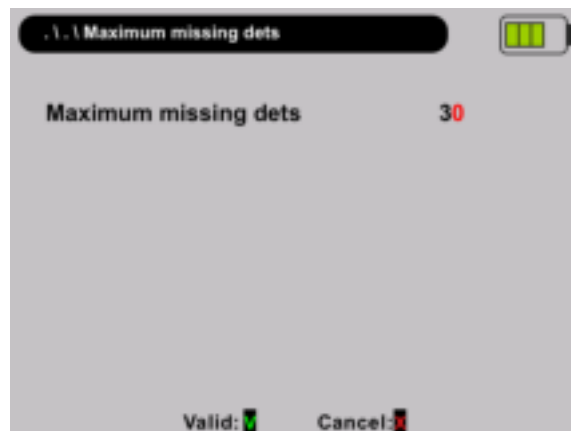 .\.\ Maximum missing dets
Maximum missing dets 30
Valid: V Cancel: X